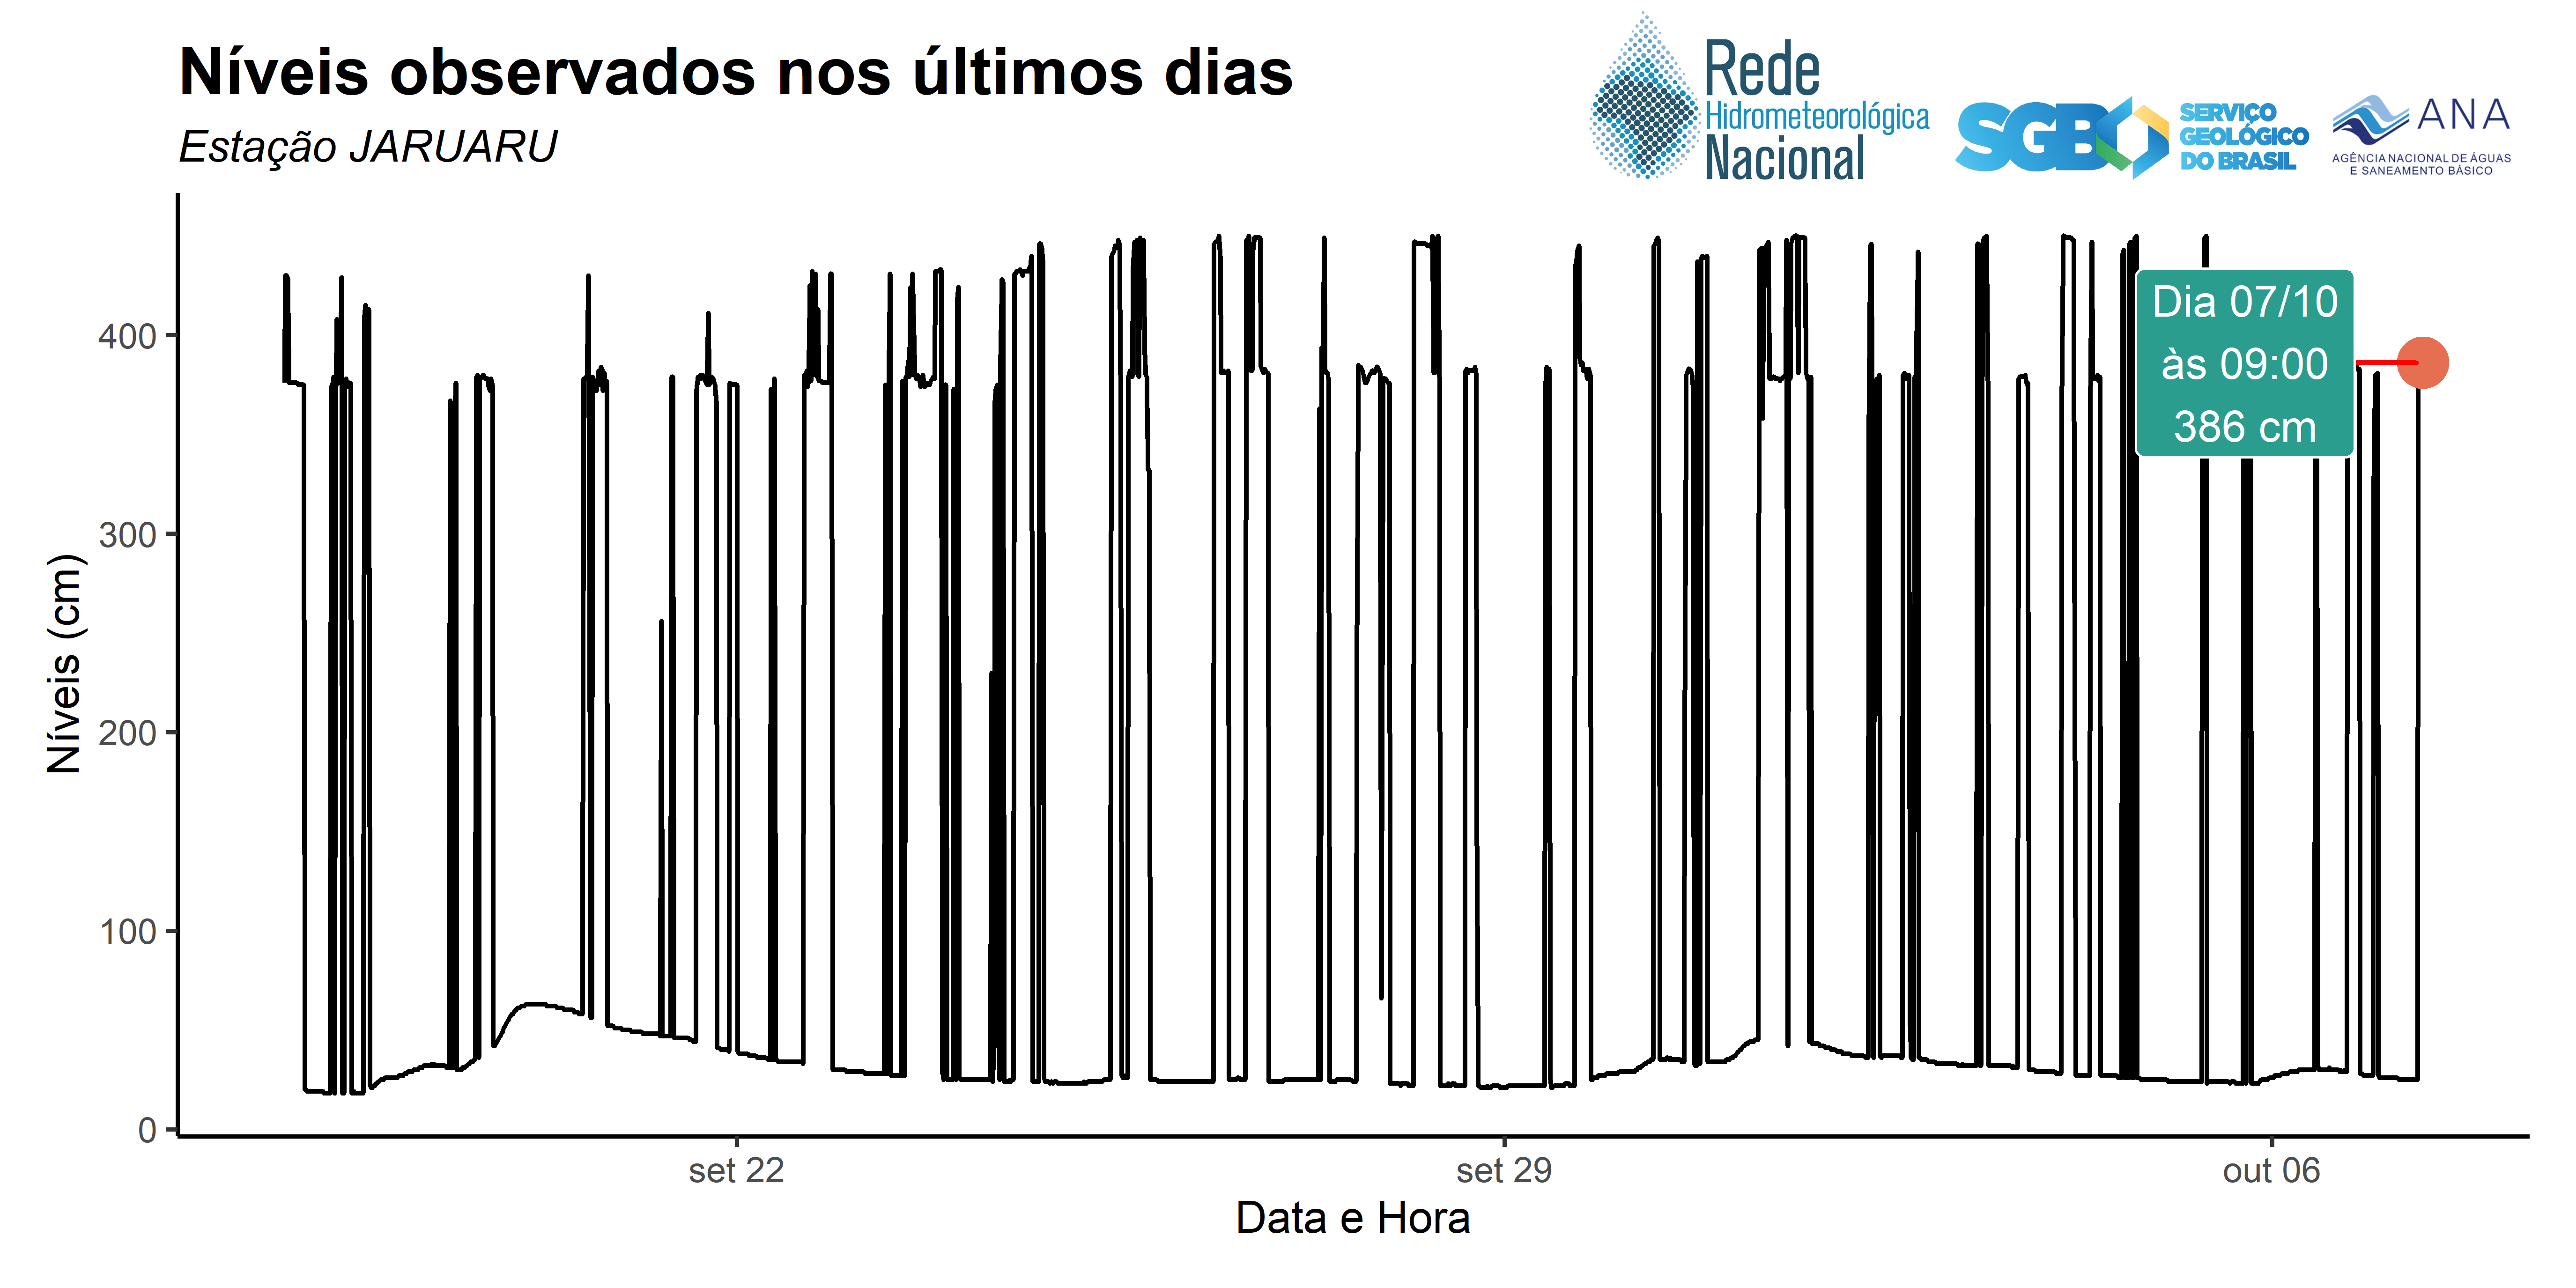 Níveis observados nos últimos dias
Estação JARUARU
Rede
Hidrometeorológica
Nacional
SGB
SERVIÇO
GEOLÓGICO
DO BRASIL
ANA
AGÊNCIA NACIONAL DE ÁGUAS
E SANEAMENTO BÁSICO
Níveis (cm)
400
300
200
100
0
Dia 07/10
às 09:00
386 cm
set 22
set 29
out 06
Data e Hora